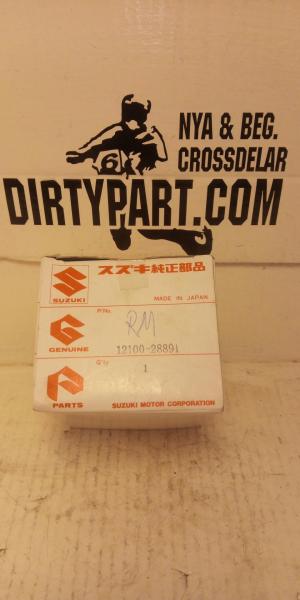 NYA & BEG.
CROSSDELAR
DIRTYPART.COM
SUZUKI
スズキ純正部品
MADE IN JAPAN
P/No.
RM
GENUINE
12100-28891
Q'ty
1
PARTS
SUZUKI MOTOR CORPORATION